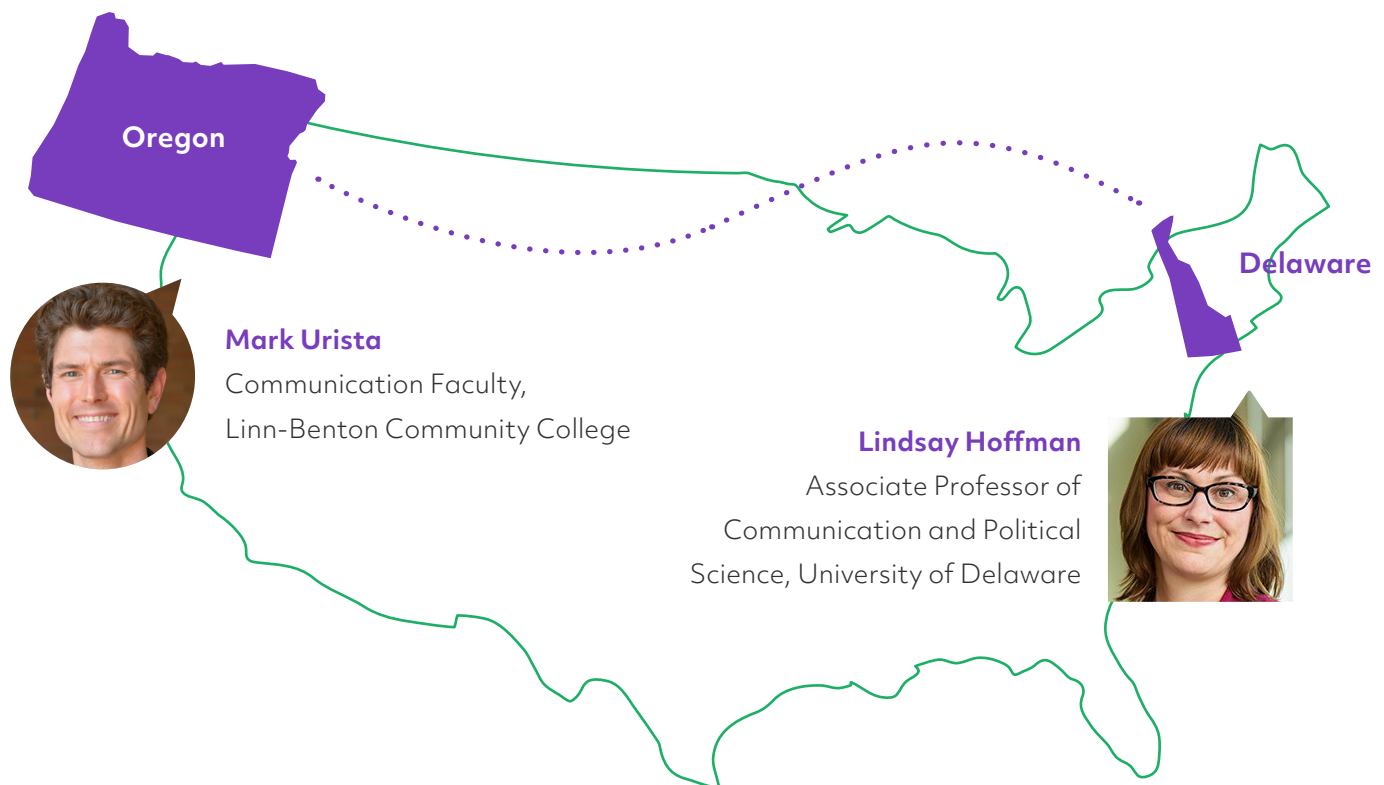 Oregon
Delaware
Mark Urista
Communication Faculty,
Linn-Benton Community College
Lindsay Hoffman
Associate Professor of
Communication and Political
Science, University of Delaware